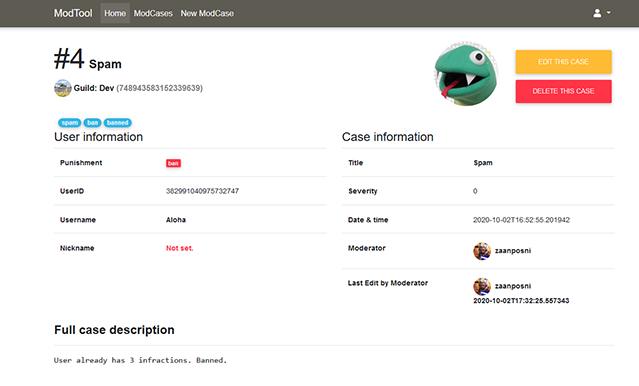 ModTool Home ModCases New ModCase
#4 Spam
EDIT THIS CASE
Guild: Dev (748943583152339639)
DELETE THIS CASE
spam ban banned
User information
Punishment ban
UserID 382991040975732747
Username Aloha
Nickname Not set.
Case information
Title Spam
Severity 0
Date & time 2020-10-02T16:52:55.201942
Moderator zaanposni
Last Edit by Moderator zaanposni
2020-10-02T17:32:25.557343
Full case description
User already has 3 infractions. Banned.